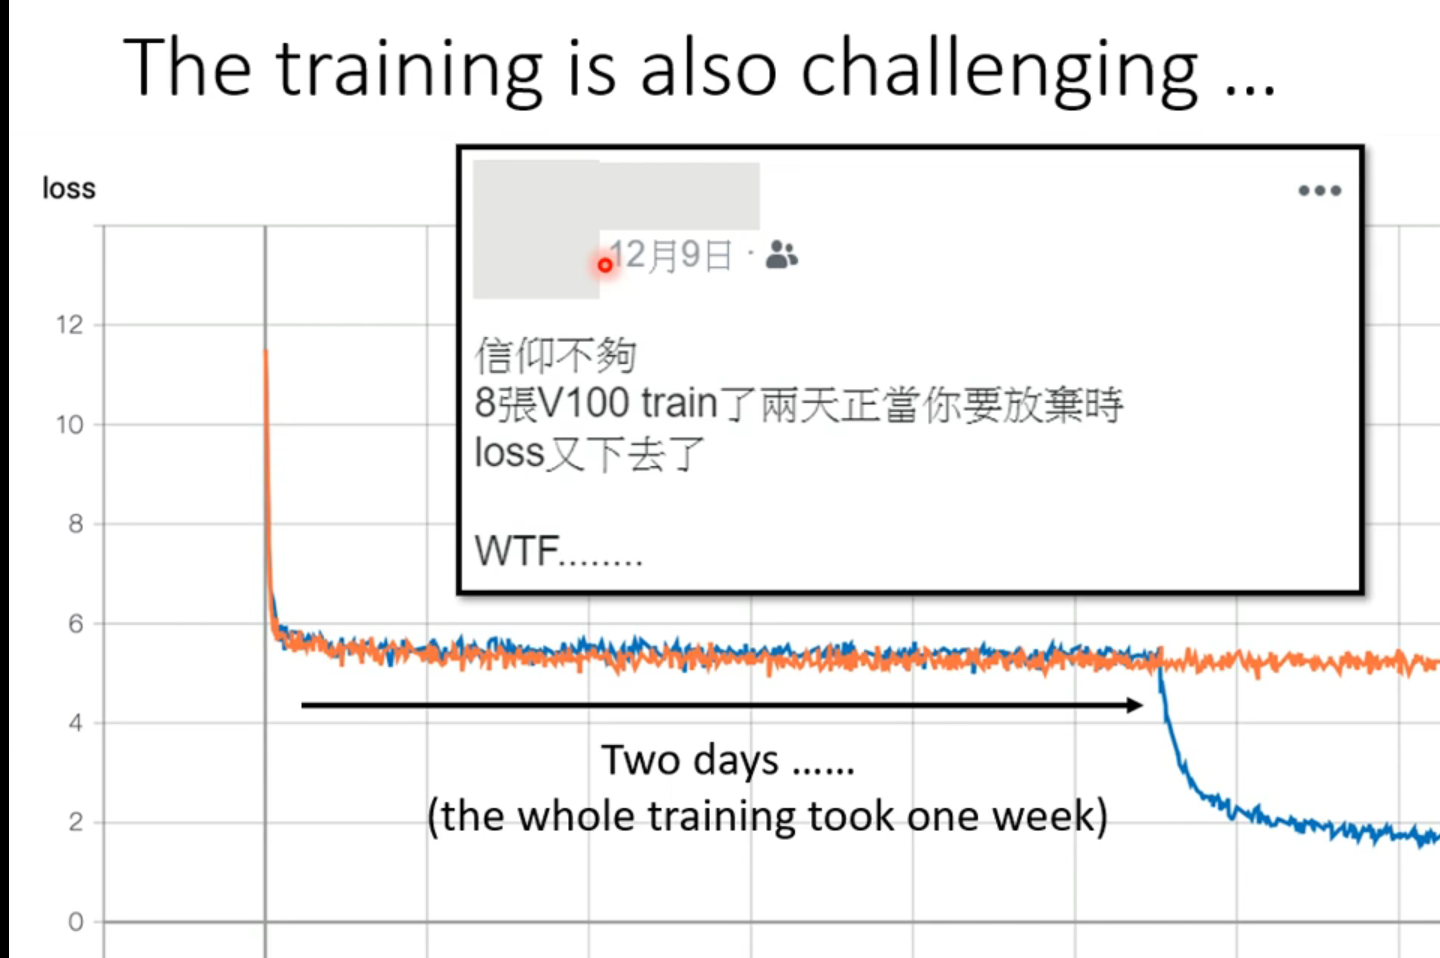 The training is also challenging ...
loss
12月9日 ·
信仰不夠
8張V100 train了兩天正當你要放棄時
loss又下去了
WTF........
12
10
8
6
4
2
0
Two days ......
(the whole training took one week)